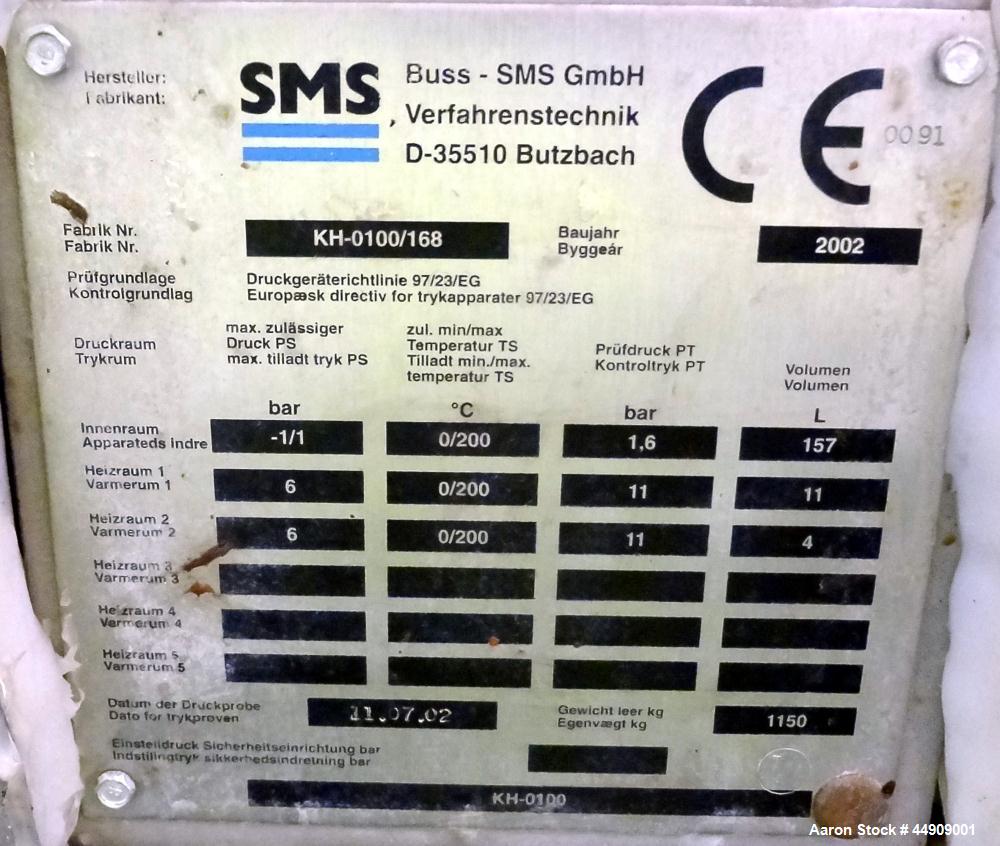 Hersteller:
Fabrikant:
SMS
Buss - SMS GmbH
, Verfahrenstechnik
D-35510 Butzbach
CE 0091
Fabrik Nr.
Fabrik Nr.
KH-0100/168
Baujahr
Byggeár
2002
Prüfgrundlage
Kontrolgrundlag
Druckgeräterichtlinie 97/23/EG
Europæsk directiv for trykapparater 97/23/EG
Druckraum
Trykrum
max. zulässiger
Druck PS
max. tilladt tryk PS
zul. min/max
Temperatur TS
Tilladt min./max.
temperatur TS
Prüfdruck PT
Kontroltryk PT
Volumen
Volumen
bar °C bar L
Innenraum
Apparateds indre
-1/1 0/200 1,6 157
Heizraum 1
Varmerum 1
6 0/200 11 11
Heizraum 2
Varmerum 2
6 0/200 11 4
Heizraum 3
Varmerum 3
Heizraum 4
Varmerum 4
Heizraum 5
Varmerum 5
Datum der Druckprobe
Dato for trykprøven
11.07.02
Gewicht leer kg
Egenvægt kg
1150
Einstelldruck Sicherheitseinrichtung bar
Indstillingtryk sikkerhedsindretning bar
KH-0100
Aaron Stock # 44909001